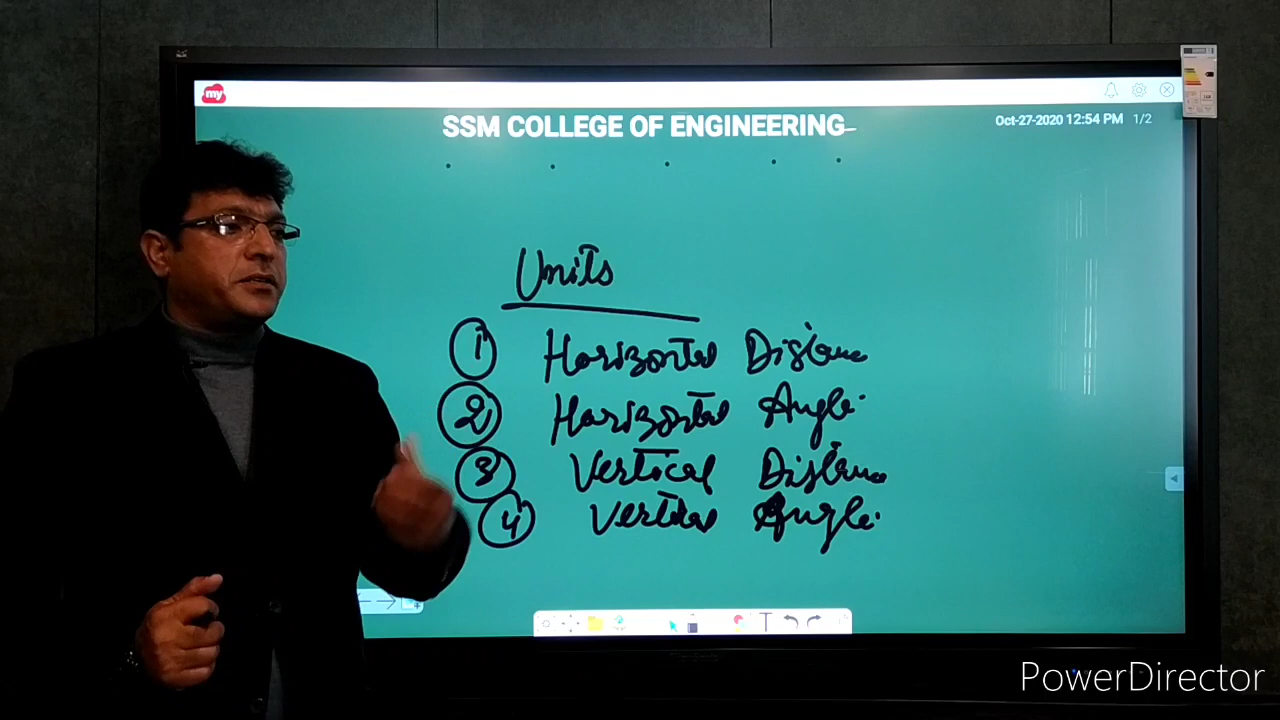 my
SSM COLLEGE OF ENGINEERING
Oct-27-2020 12:54 PM 1/2
Units
1 Horizontal Distance
2 Horizontal Angle
3 Vertical Distance
4 Vertical Angle
T
PowerDirector